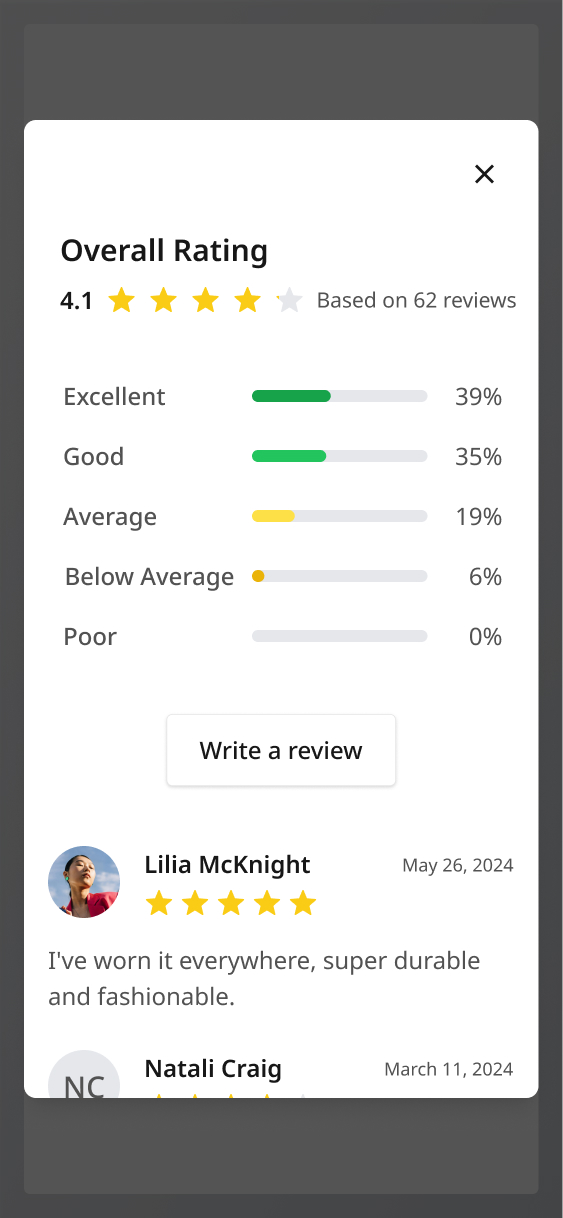 Overall Rating
4.1 Based on 62 reviews
Excellent 39%
Good 35%
Average 19%
Below Average 6%
Poor 0%
Write a review
Lilia McKnight May 26, 2024
I've worn it everywhere, super durable
and fashionable.
NC Natali Craig March 11, 2024